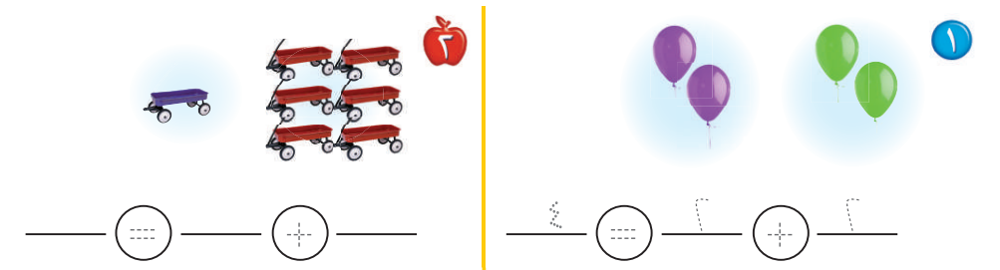 ١
٢ + ٢ = ٤
٢
+ =